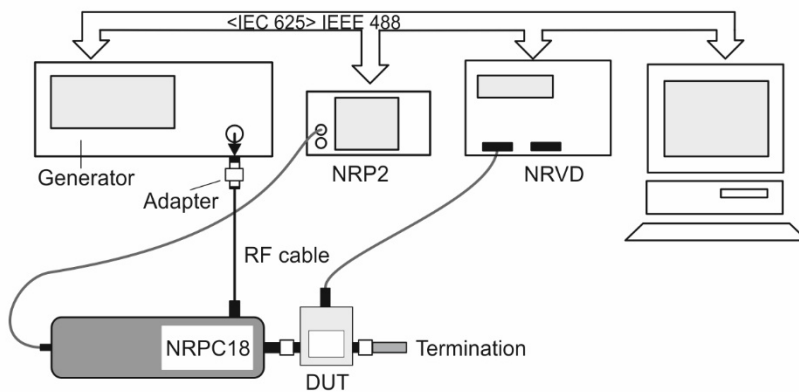 <IEC 625> IEEE 488
Generator
Adapter
NRP2
NRVD
RF cable
NRPC18
DUT
Termination